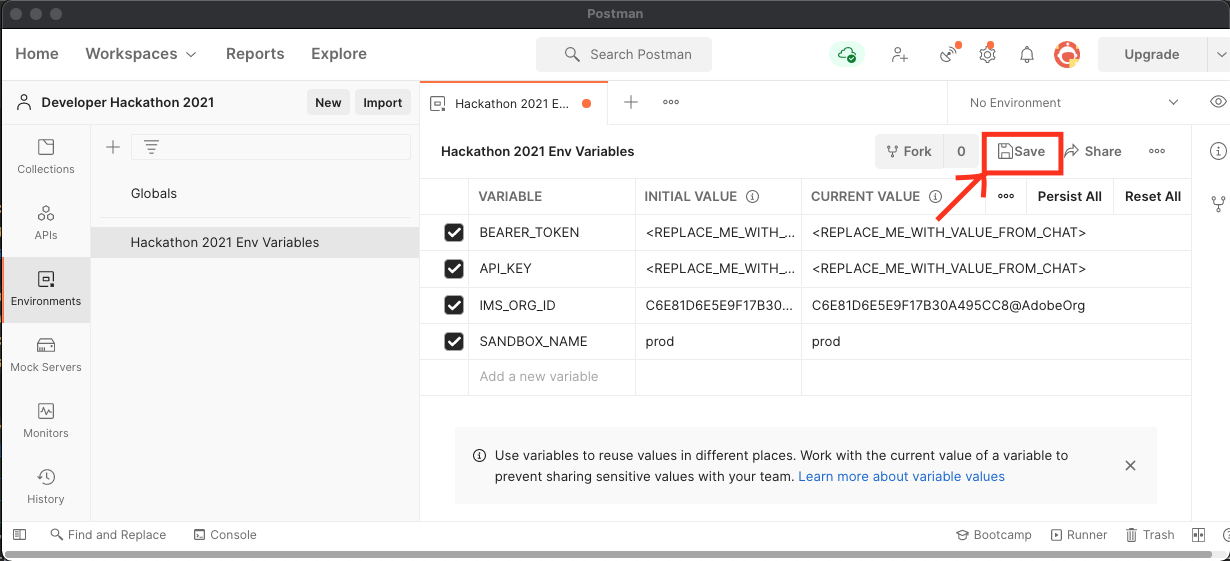 Postman
Home Workspaces Reports Explore Search Postman Upgrade
Developer Hackathon 2021 New Import Hackathon 2021 E... No Environment
Collections
APIs
Environments
Mock Servers
Monitors
History
Globals
Hackathon 2021 Env Variables
Hackathon 2021 Env Variables Fork 0 Save Share
VARIABLE INITIAL VALUE CURRENT VALUE Persist All Reset All
BEARER_TOKEN <REPLACE_ME_WITH_... <REPLACE_ME_WITH_VALUE_FROM_CHAT>
API_KEY <REPLACE_ME_WITH_... <REPLACE_ME_WITH_VALUE_FROM_CHAT>
IMS_ORG_ID C6E81D6E5E9F17B30... C6E81D6E5E9F17B30A495CC8@AdobeOrg
SANDBOX_NAME prod prod
Add a new variable
Use variables to reuse values in different places. Work with the current value of a variable to
prevent sharing sensitive values with your team. Learn more about variable values
Find and Replace Console Bootcamp Runner Trash